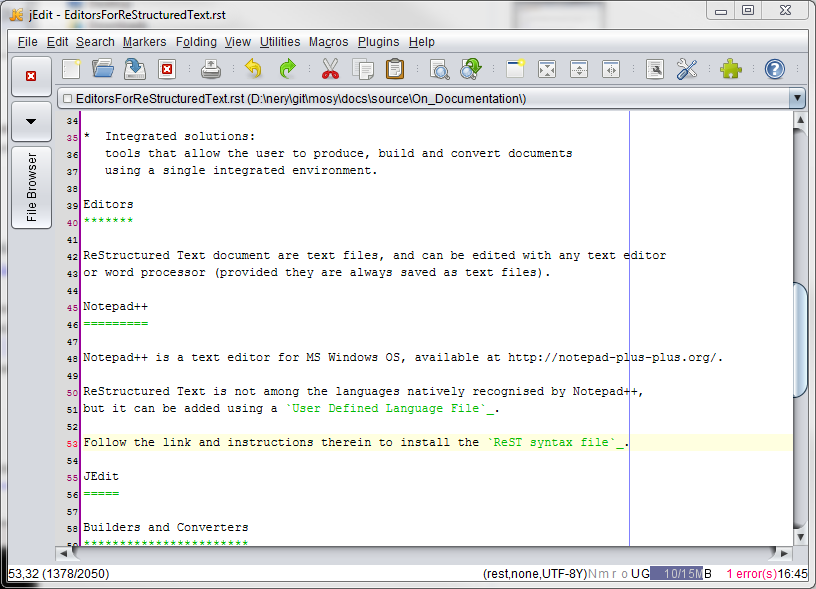 jEdit - EditorsForReStructuredText.rst
File Edit Search Markers Folding View Utilities Macros Plugins Help
EditorsForReStructuredText.rst (D:\nery\git\mosy\docs\source\On_Documentation\)
File Browser
34
35 *  Integrated solutions:
36    tools that allow the user to produce, build and convert documents
37    using a single integrated environment.
38
39 Editors
40 *******
41
42 ReStructured Text document are text files, and can be edited with any text editor
43 or word processor (provided they are always saved as text files).
44
45 Notepad++
46 =========
47
48 Notepad++ is a text editor for MS Windows OS, available at http://notepad-plus-plus.org/.
49
50 ReStructured Text is not among the languages natively recognised by Notepad++,
51 but it can be added using a `User Defined Language File`_.
52
53 Follow the link and instructions therein to install the `ReST syntax file`_.
54
55 JEdit
56 =====
57
58 Builders and Converters
59 ***********************
53,32 (1378/2050) (rest,none,UTF-8Y)Nm r o UG 10/15MB 1 error(s)16:45